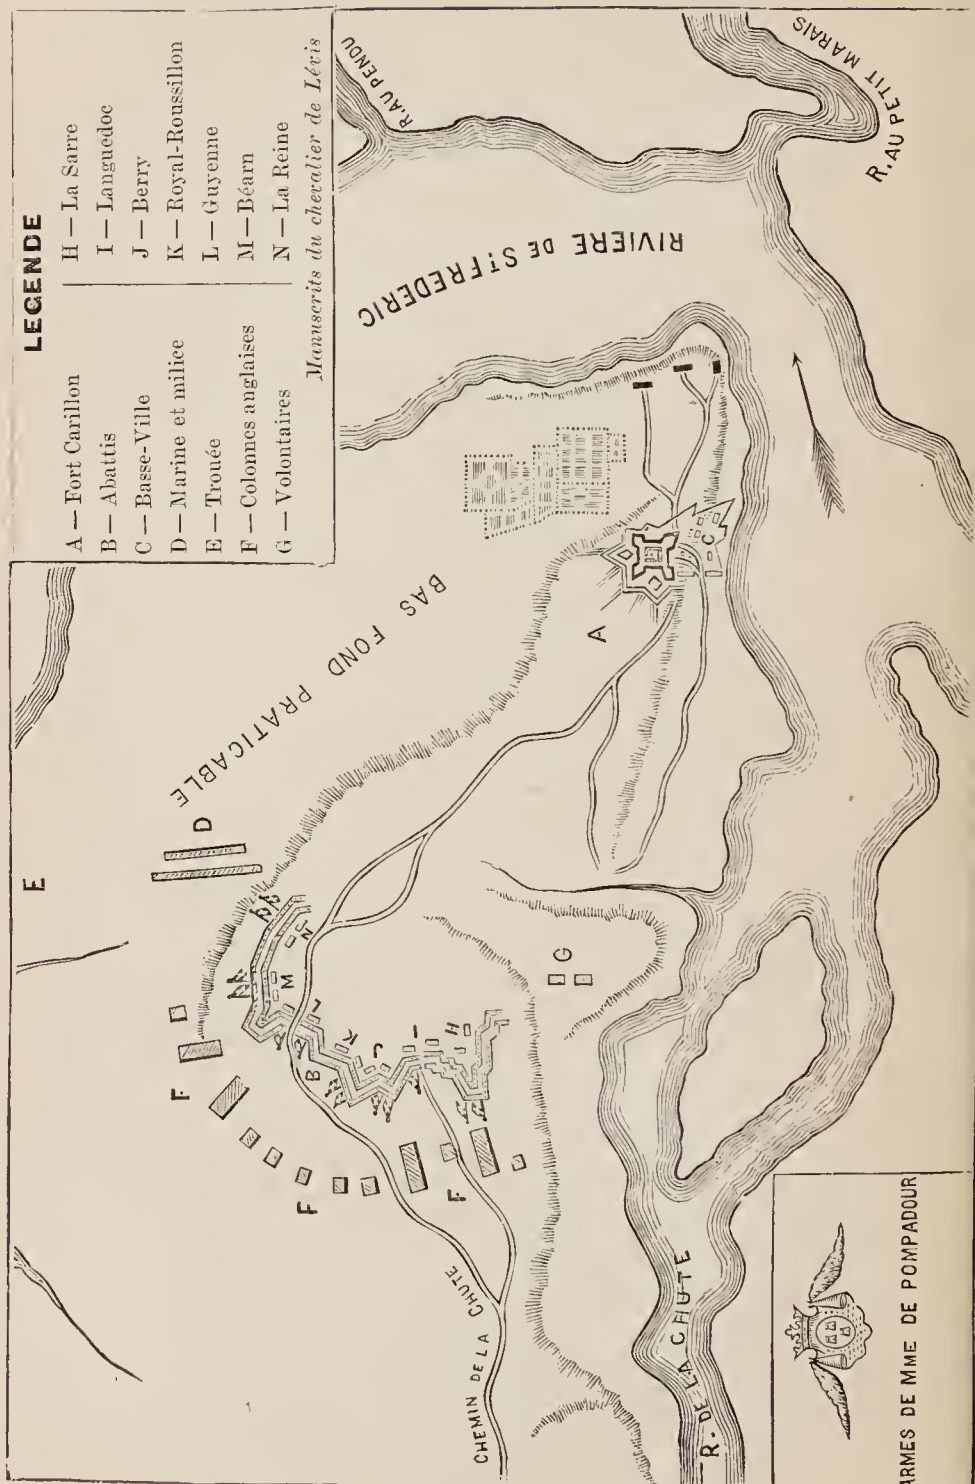 LEGENDE
A — Fort Carillon
B — Abattis
C — Basse-Ville
D — Marine et milice
E — Trouée
F — Colonnes anglaises
G — Volontaires
H — La Sarre
I — Languedoc
J — Berry
K — Royal-Roussillon
L — Guyenne
M — Béarn
N — La Reine
Manuscrits du chevalier de Lévis
R. AU PENDU
R. AU PETIT MARAIS
RIVIERE DE ST FREDERIC
BAS FOND PRATICABLE
E
D
A
C
N
M
L
K
J
I
H
B
G
F
F
F
CHEMIN DE LA CHUTE
R. DE LA CHUTE
ARMES DE MME DE POMPADOUR